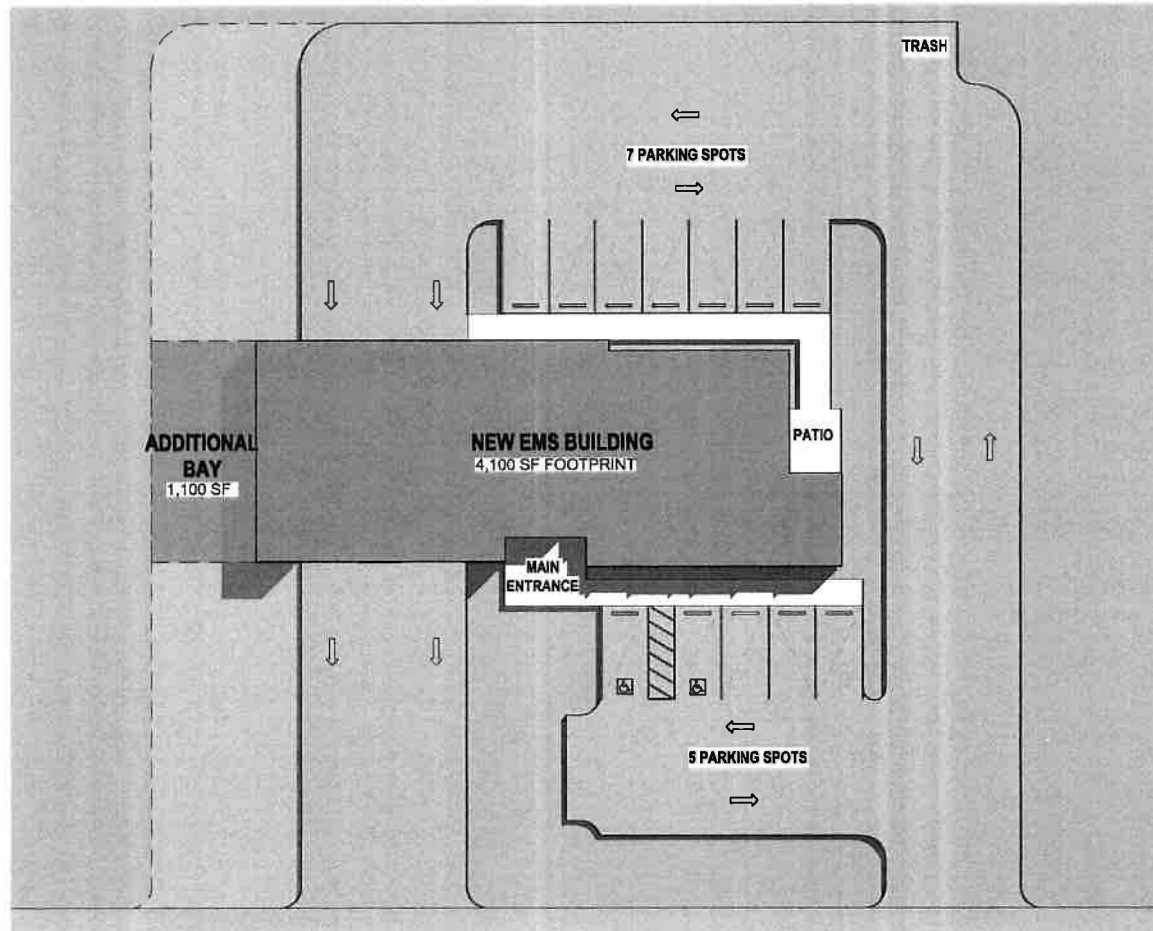 TRASH
7 PARKING SPOTS
ADDITIONAL
BAY
1,100 SF
NEW EMS BUILDING
4,100 SF FOOTPRINT
PATIO
MAIN
ENTRANCE
5 PARKING SPOTS